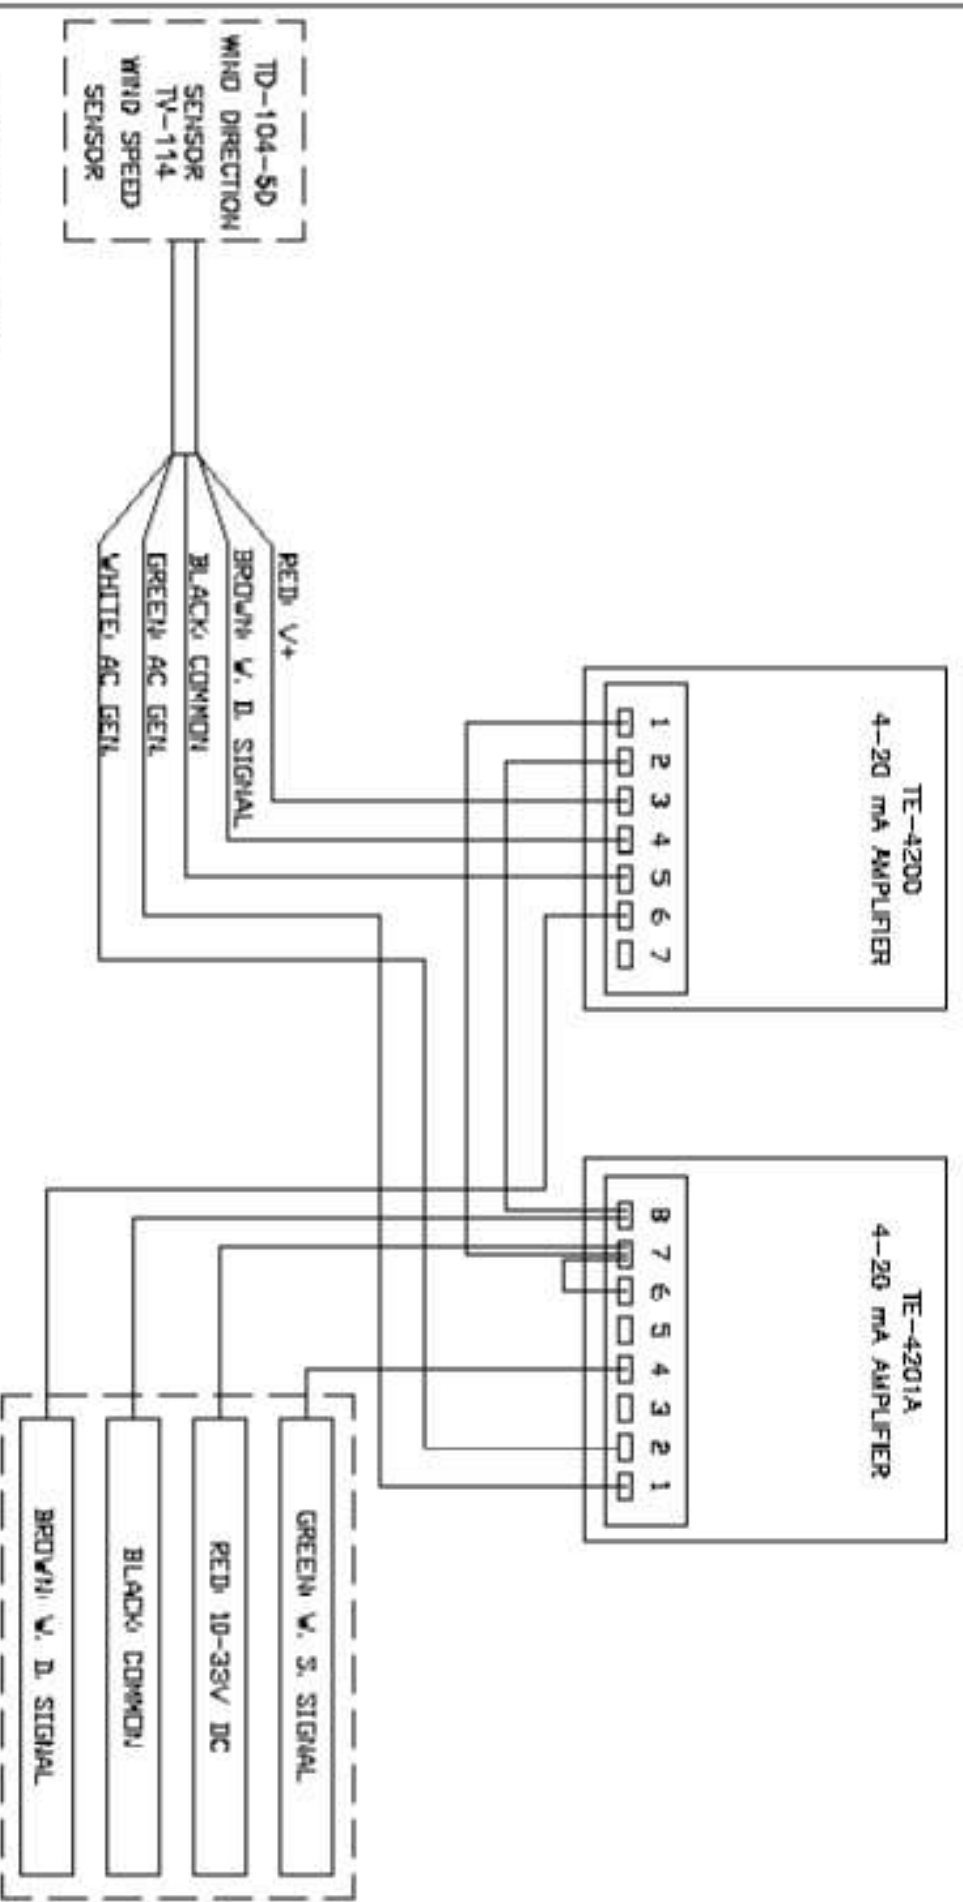 TE-4200
4-20 mA AMPLIFIER
1
2
3
4
5
6
7
TE-4201A
4-20 mA AMPLIFIER
8
7
6
5
4
3
2
1
TD-104-5D
WIND DIRECTION
SENSOR
TV-114
WIND SPEED
SENSOR
RED: V+
BROWN: W. D. SIGNAL
BLACK: COMMON
GREEN: AC GEN.
WHITE: AC GEN.
GREEN: W. S. SIGNAL
RED: 10-33V DC
BLACK: COMMON
BROWN: W. D. SIGNAL